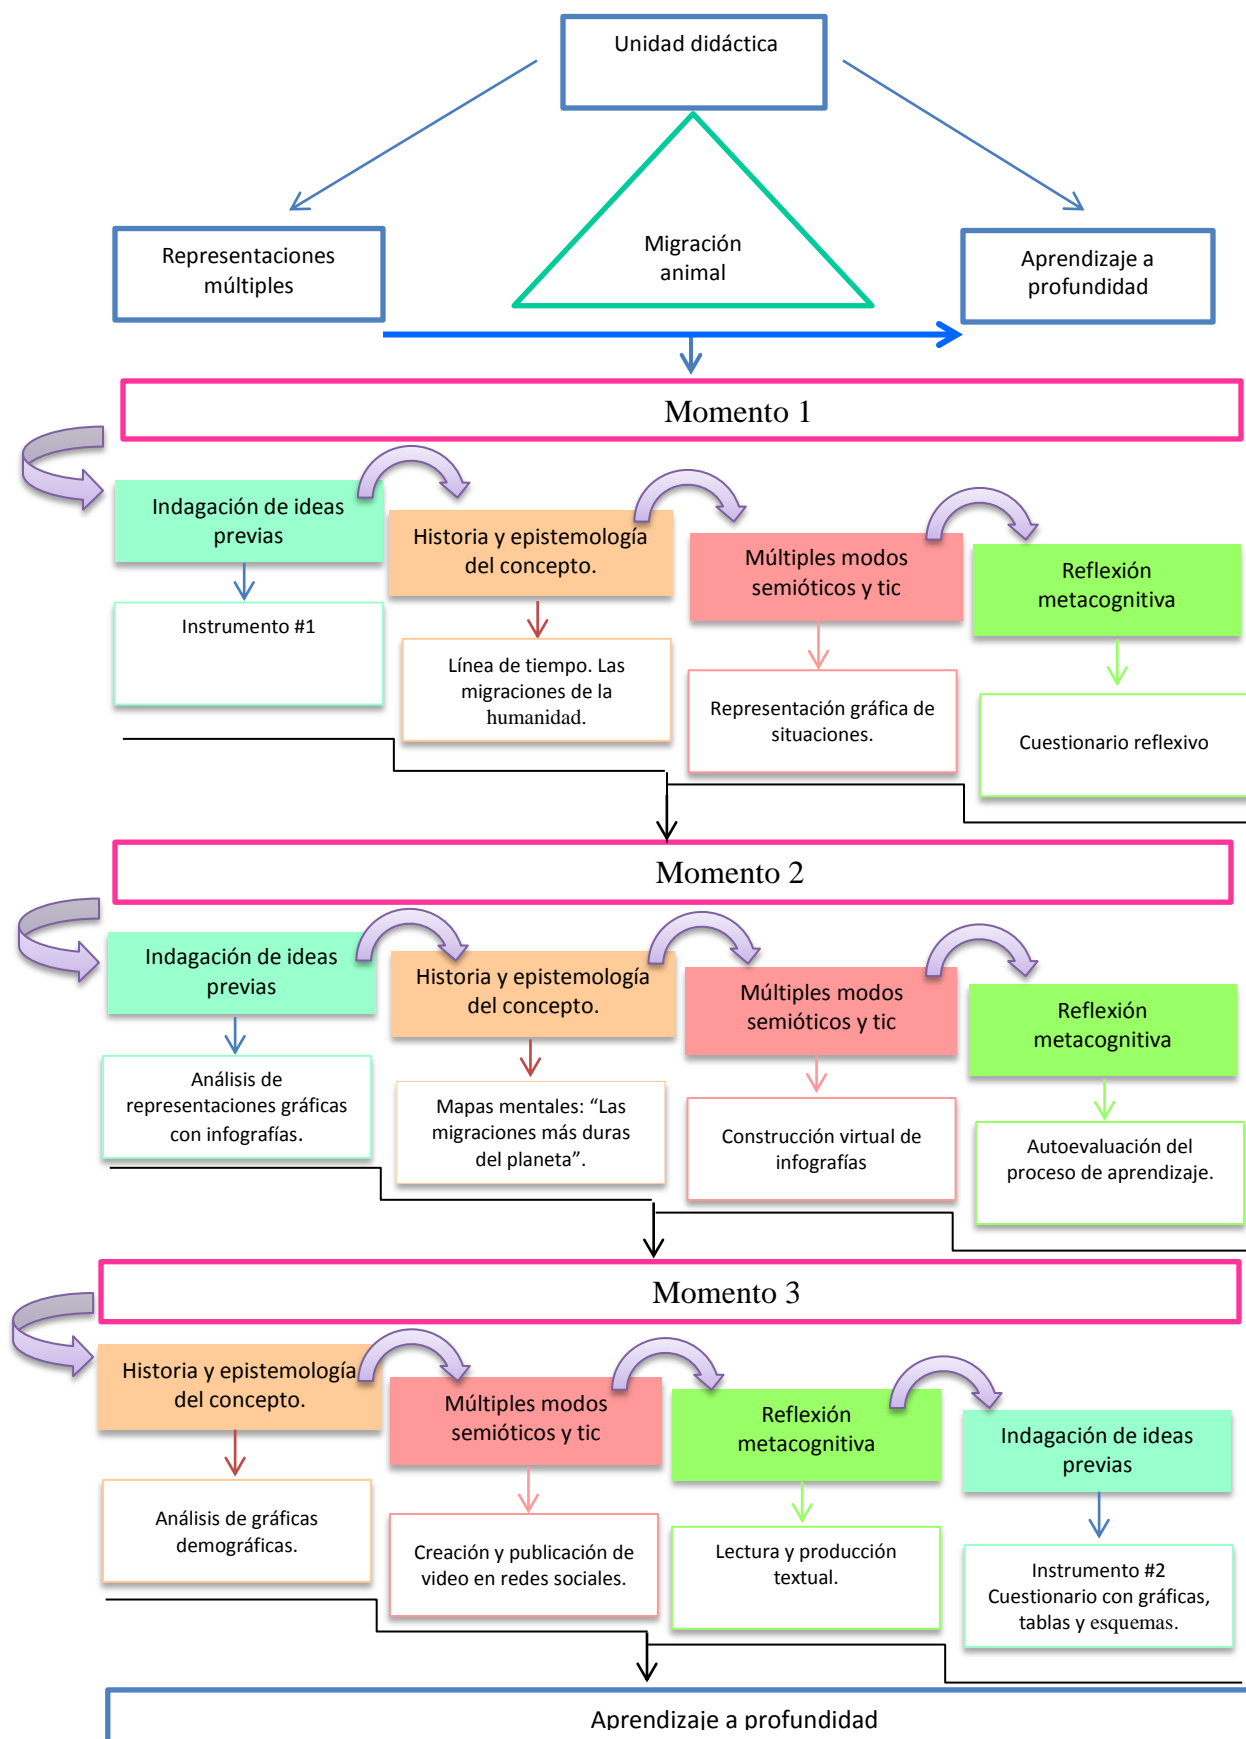 Unidad didáctica
Representaciones
múltiples
Migración
animal
Aprendizaje a
profundidad
Momento 1
Indagación de ideas
previas
Historia y epistemología
del concepto.
Múltiples modos
semióticos y tic
Reflexión
metacognitiva
Instrumento #1
Línea de tiempo. Las
migraciones de la
humanidad.
Representación gráfica de
situaciones.
Cuestionario reflexivo
Momento 2
Indagación de ideas
previas
Historia y epistemología
del concepto.
Múltiples modos
semióticos y tic
Reflexión
metacognitiva
Análisis de
representaciones gráficas
con infografías.
Mapas mentales: “Las
migraciones más duras
del planeta”.
Construcción virtual de
infografías
Autoevaluación del
proceso de aprendizaje.
Momento 3
Historia y epistemología
del concepto.
Múltiples modos
semióticos y tic
Reflexión
metacognitiva
Indagación de ideas
previas
Análisis de gráficas
demográficas.
Creación y publicación de
video en redes sociales.
Lectura y producción
textual.
Instrumento #2
Cuestionario con gráficas,
tablas y esquemas.
Aprendizaje a profundidad